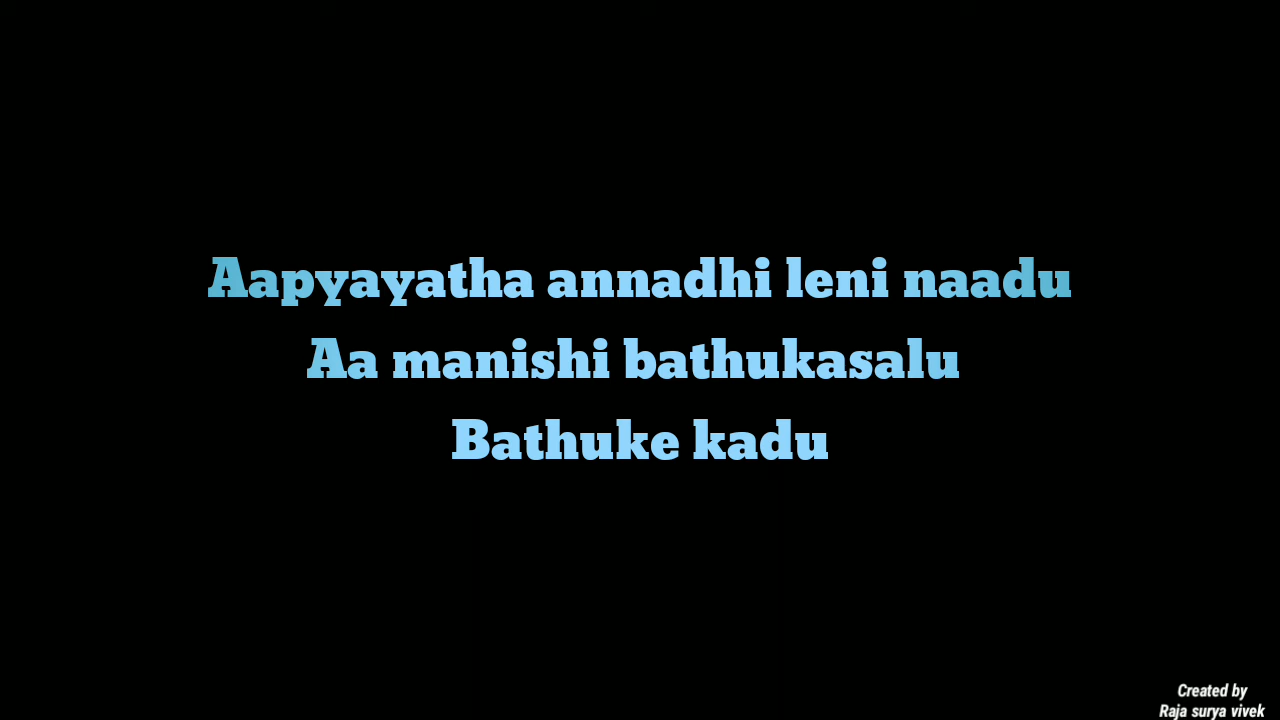 Aapyayatha annadhi leni naadu
Aa manishi bathukasalu
Bathuke kadu
Created by
Raja surya vivek